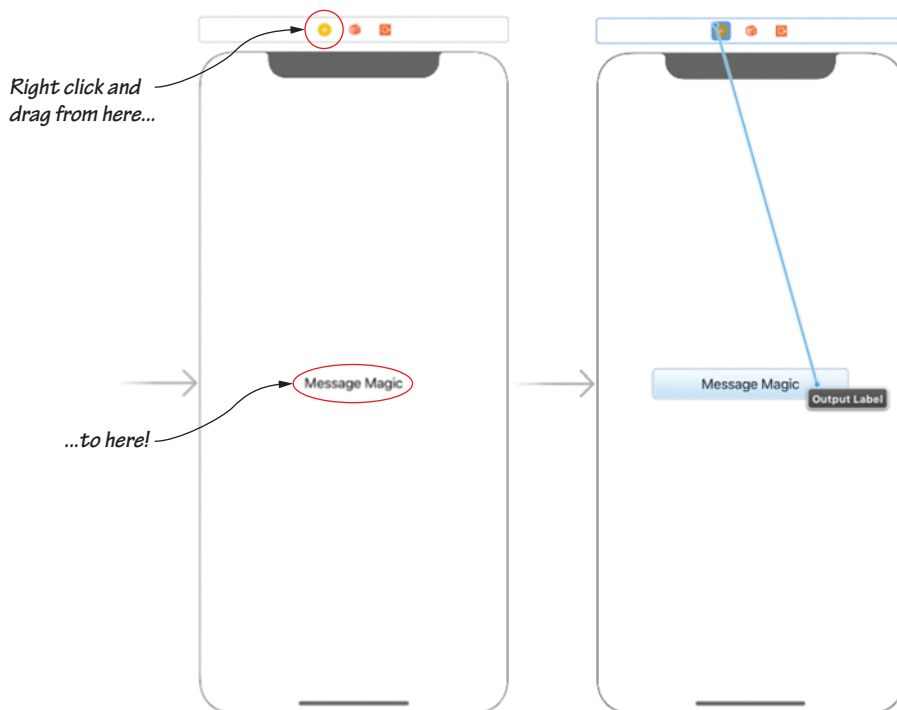 Right click and
drag from here...
Message Magic
...to here!
Message Magic
Output Label